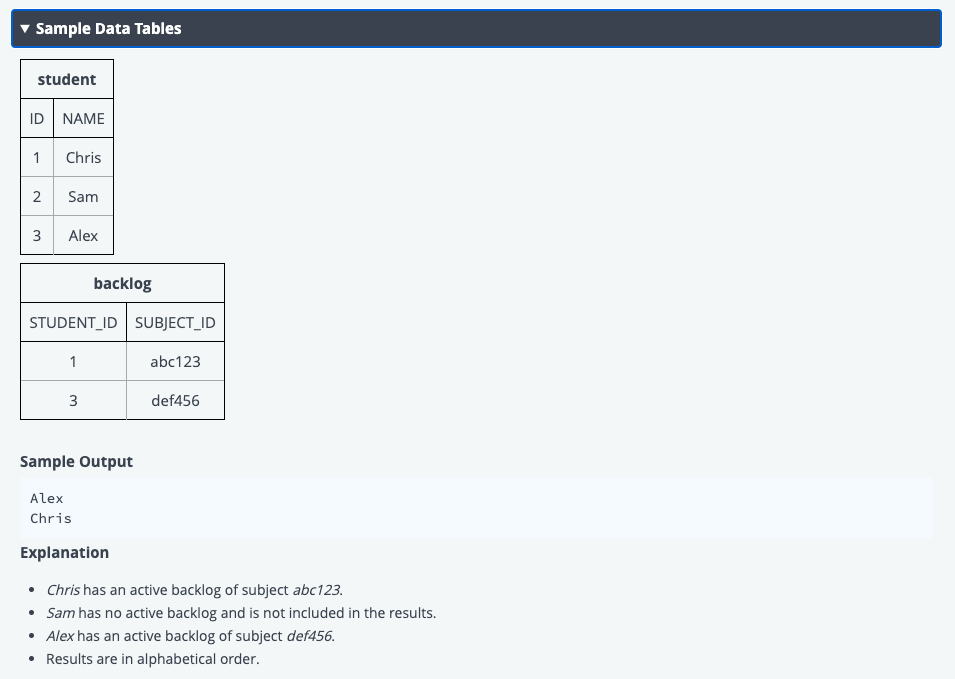 ▼ Sample Data Tables
student
ID NAME
1 Chris
2 Sam
3 Alex
backlog
STUDENT_ID SUBJECT_ID
1 abc123
3 def456
Sample Output
Alex
Chris
Explanation
• Chris has an active backlog of subject abc123.
• Sam has no active backlog and is not included in the results.
• Alex has an active backlog of subject def456.
• Results are in alphabetical order.